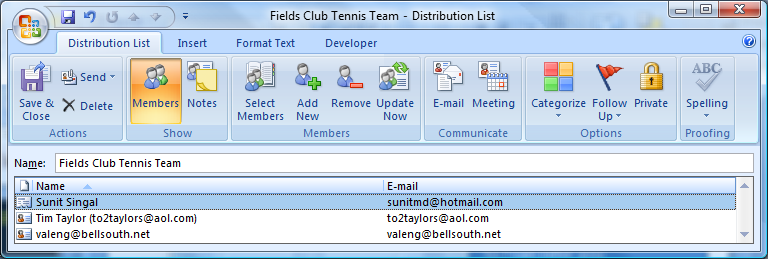 Fields Club Tennis Team - Distribution List
Distribution List Insert Format Text Developer
Save & Close
Send
Delete
Actions
Members
Notes
Show
Select Members
Add New
Remove
Update Now
Members
E-mail
Meeting
Communicate
Categorize
Follow Up
Private
Options
ABC
Spelling
Proofing
Name: Fields Club Tennis Team
Name E-mail
Sunit Singal sunitmd@hotmail.com
Tim Taylor (to2taylors@aol.com) to2taylors@aol.com
valeng@bellsouth.net valeng@bellsouth.net